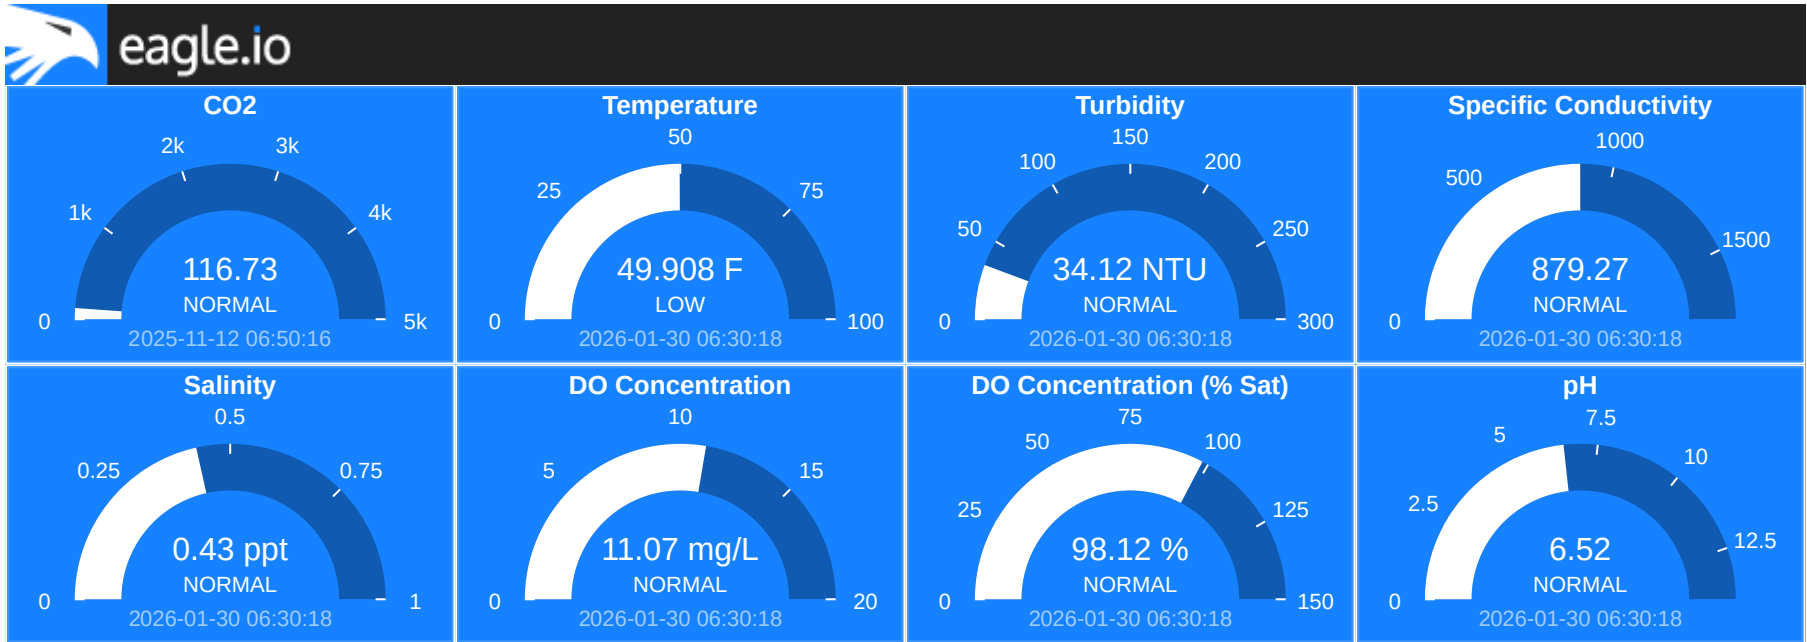 eagle.io
CO2
0
1k
2k
3k
4k
5k
116.73
NORMAL
2025-11-12 06:50:16
Temperature
0
25
50
75
100
49.908 F
LOW
2026-01-30 06:30:18
Turbidity
0
50
100
150
200
250
300
34.12 NTU
NORMAL
2026-01-30 06:30:18
Specific Conductivity
0
500
1000
1500
879.27
NORMAL
2026-01-30 06:30:18
Salinity
0
0.25
0.5
0.75
1
0.43 ppt
NORMAL
2026-01-30 06:30:18
DO Concentration
0
5
10
15
20
11.07 mg/L
NORMAL
2026-01-30 06:30:18
DO Concentration (% Sat)
0
25
50
75
100
125
150
98.12 %
NORMAL
2026-01-30 06:30:18
pH
0
2.5
5
7.5
10
12.5
6.52
NORMAL
2026-01-30 06:30:18